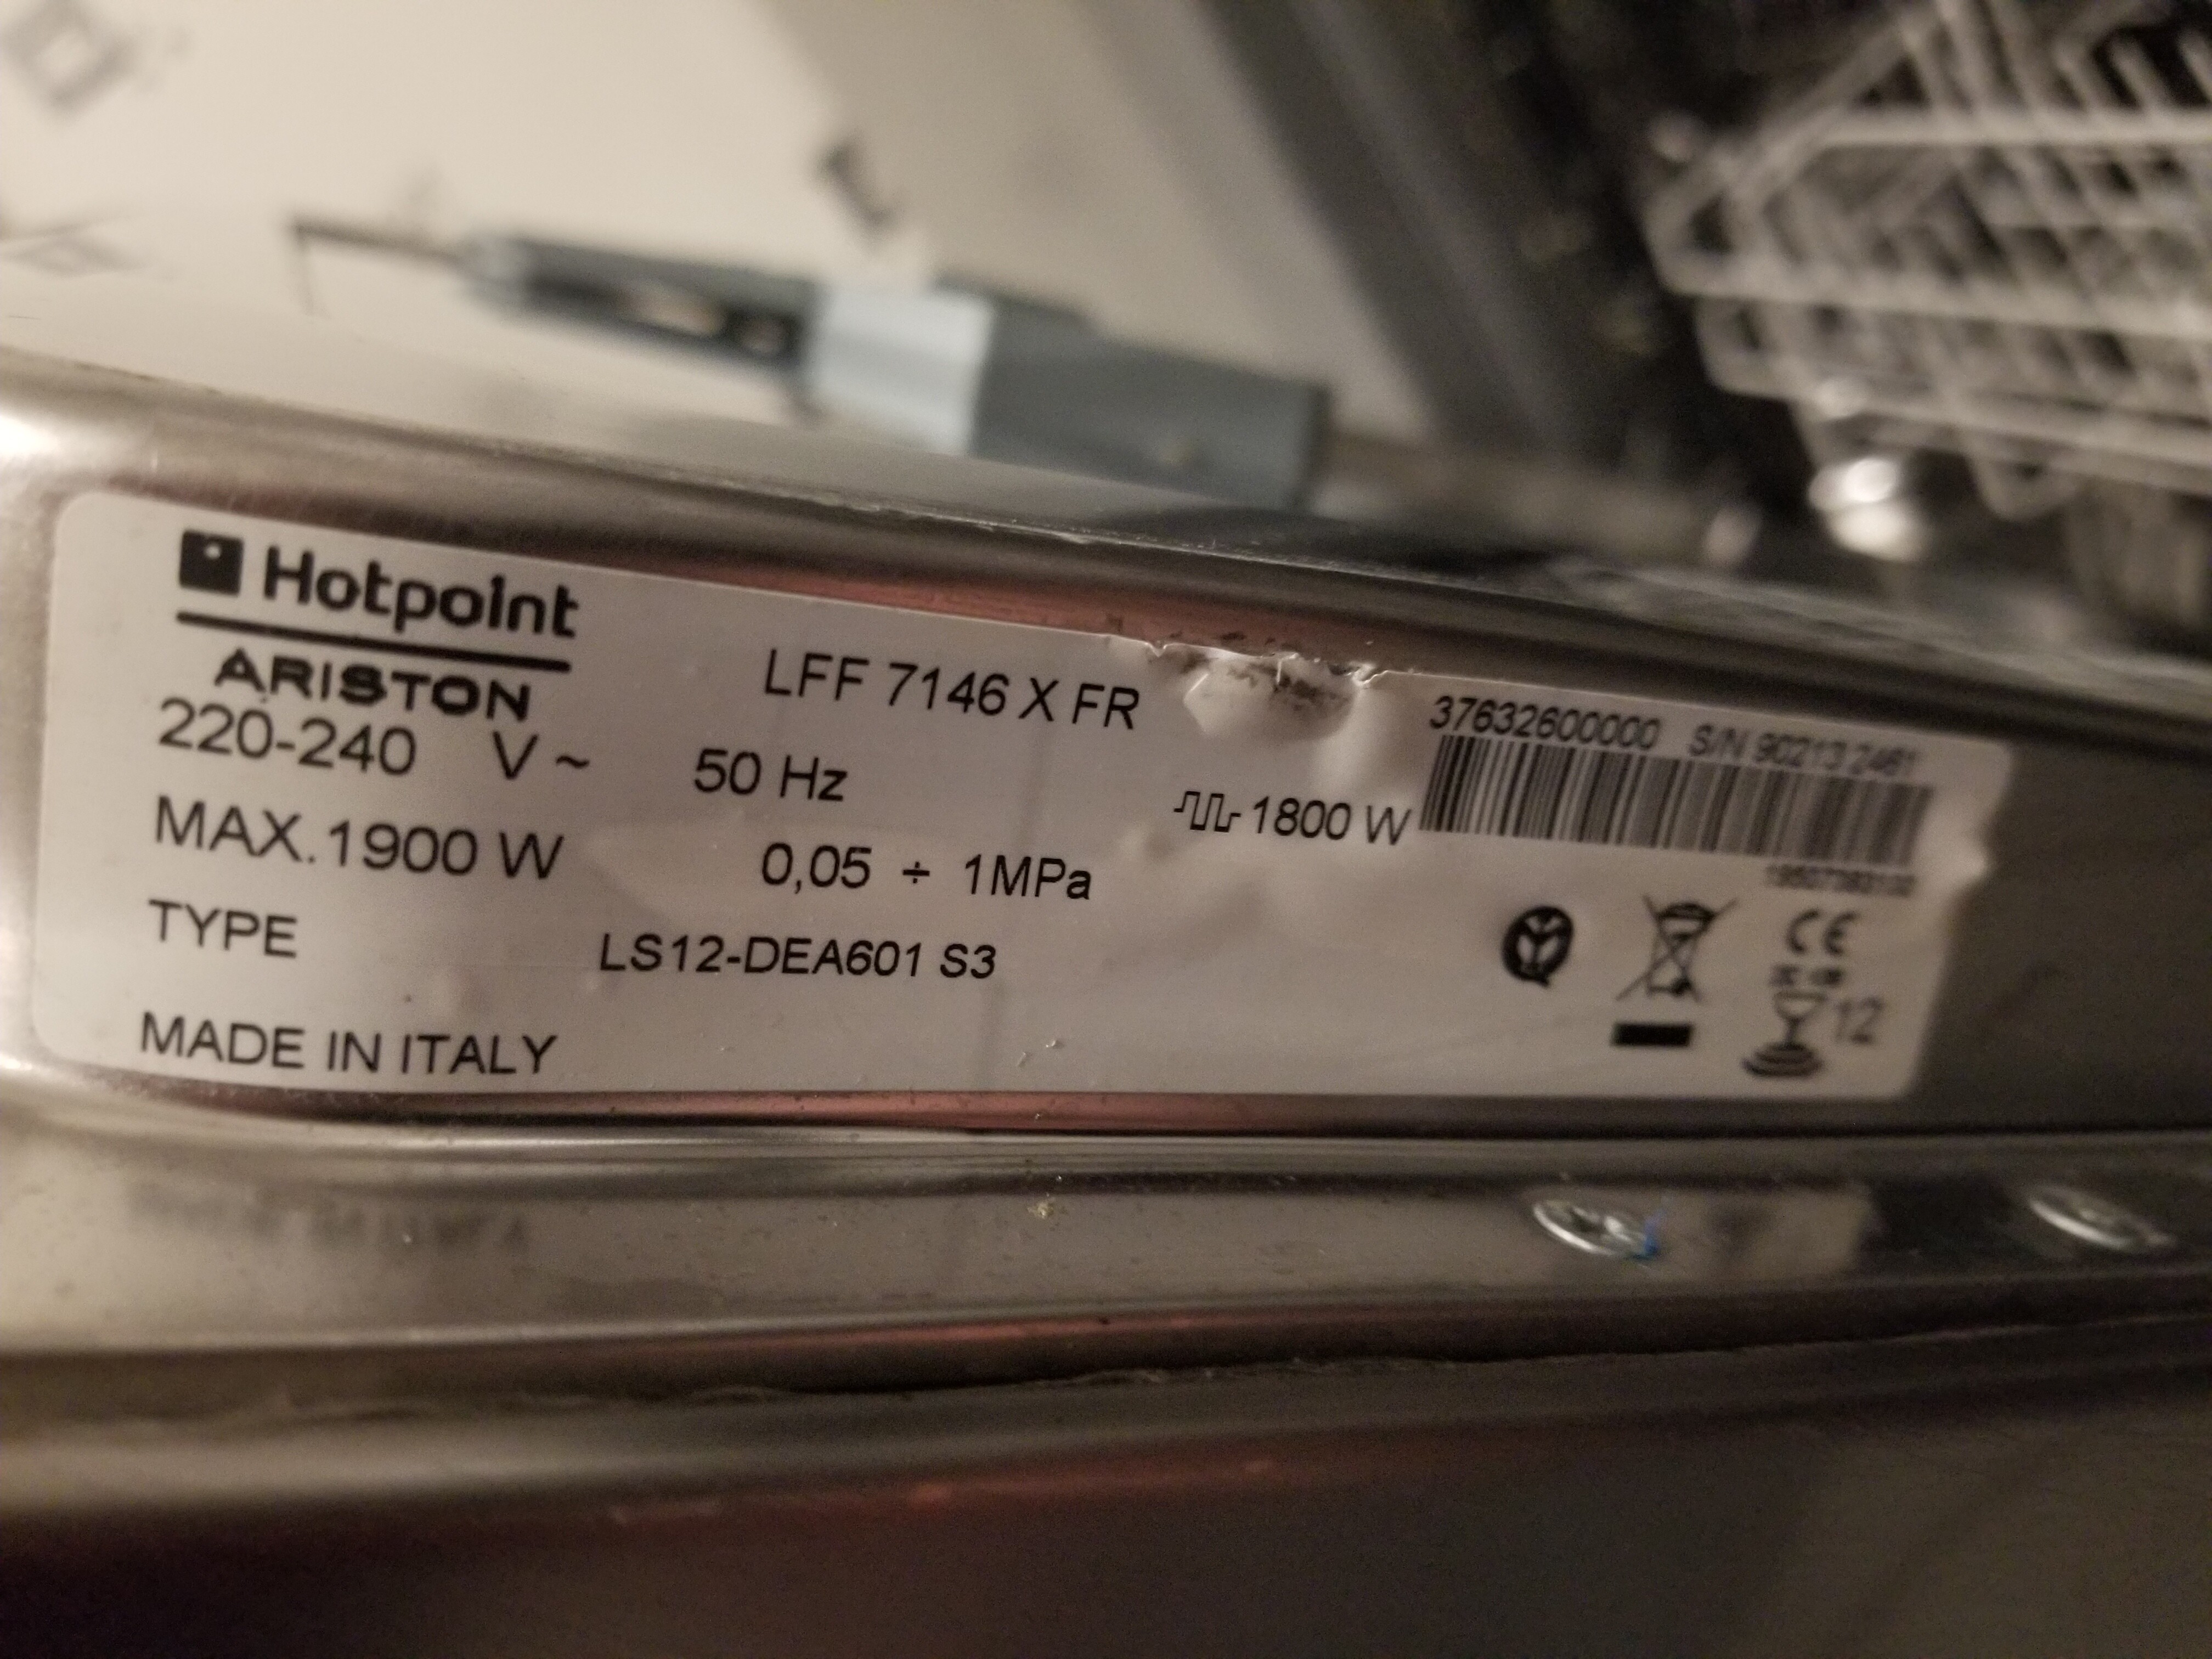 Hotpoint
ARISTON
LFF 7146 X FR
37632600000 S/N 90213 2461
220-240 V ~ 50 Hz
1800 W
MAX.1900 W 0,05 ÷ 1MPa
TYPE LS12-DEA601 S3
CE
12
MADE IN ITALY